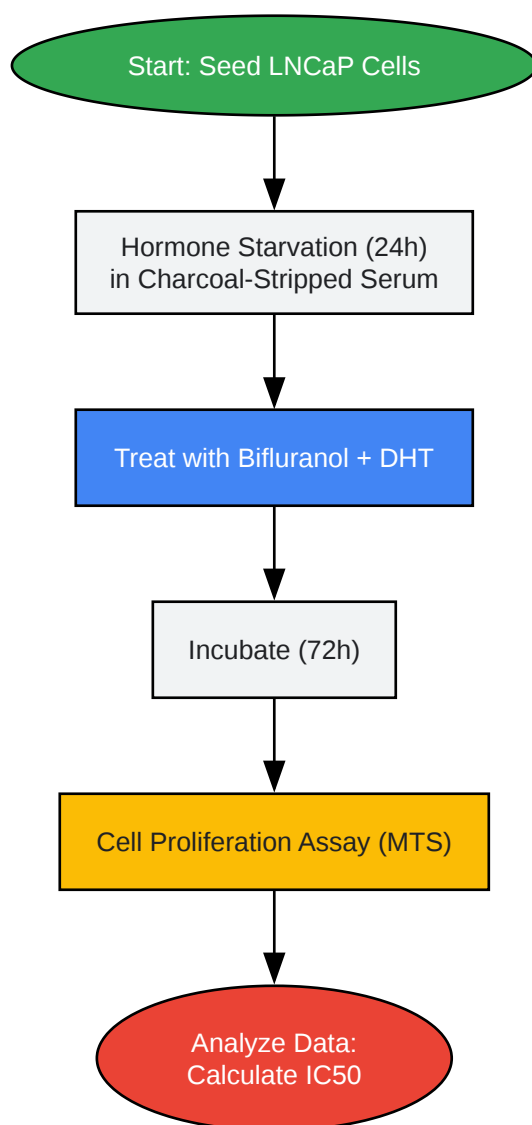 Start: Seed LNCaP Cells
Hormone Starvation (24h)
in Charcoal-Stripped Serum
Treat with Bifluranol + DHT
Incubate (72h)
Cell Proliferation Assay (MTS)
Analyze Data:
Calculate IC50